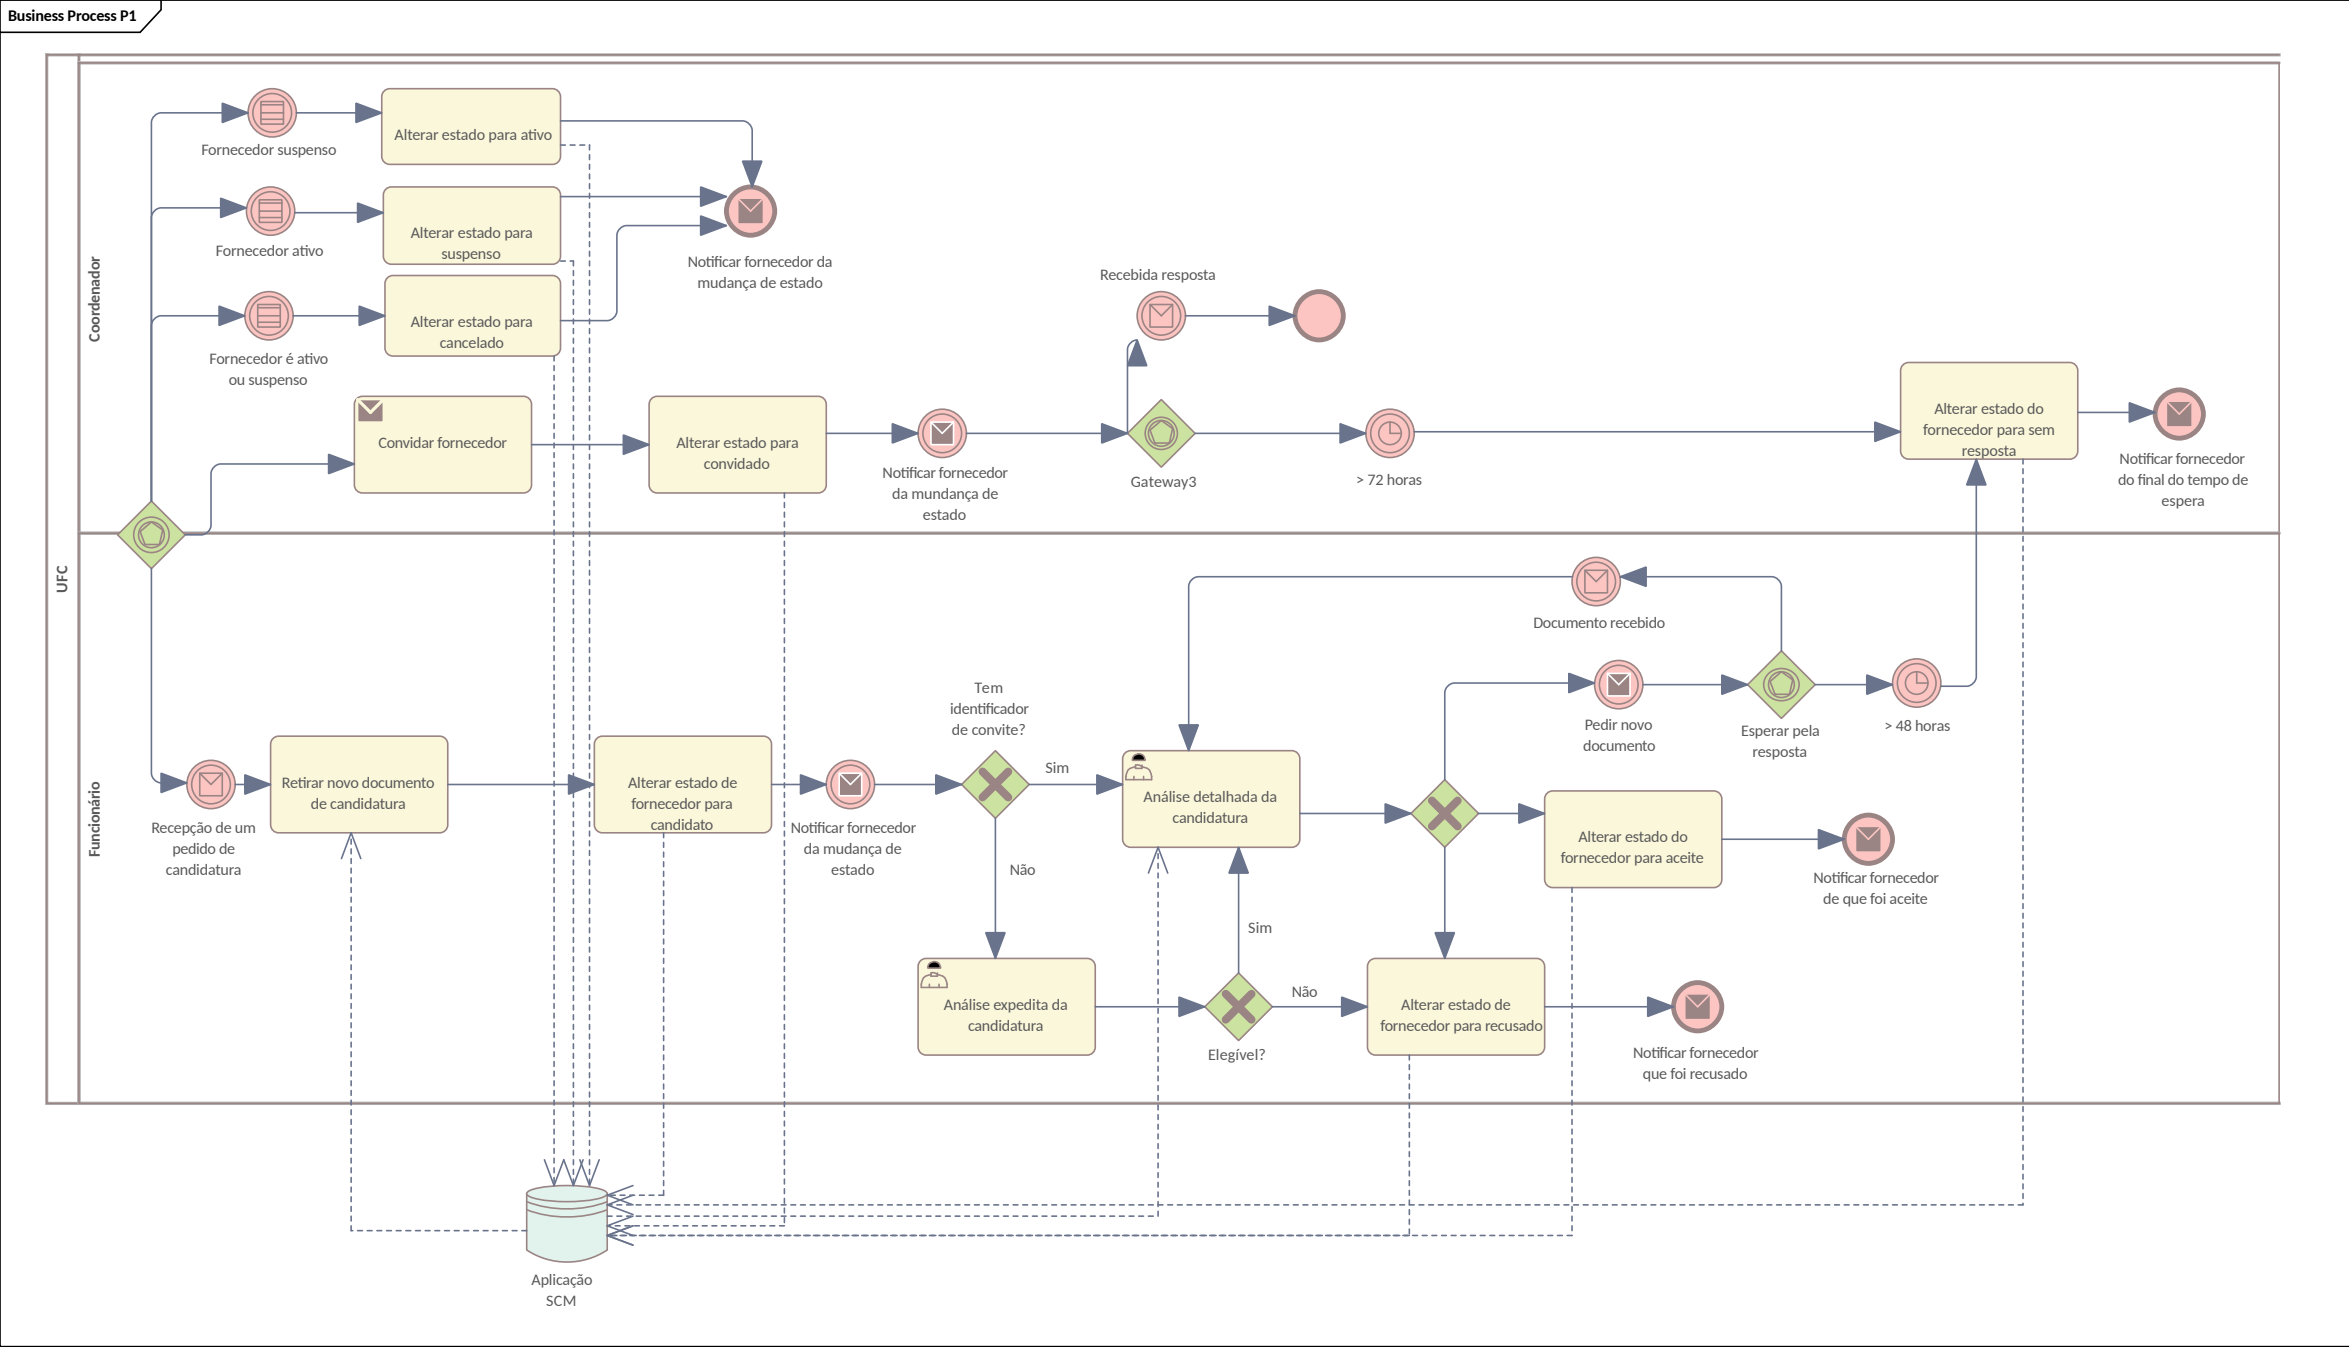 Business Process P1
UFC
Coordenador
Fornecedor suspenso
Alterar estado para ativo
Fornecedor ativo
Alterar estado para
suspenso
Notificar fornecedor da
mudança de estado
Fornecedor é ativo
ou suspenso
Alterar estado para
cancelado
Convidar fornecedor
Alterar estado para
convidado
Notificar fornecedor
da mundança de
estado
Recebida resposta
Gateway3
> 72 horas
Alterar estado do
fornecedor para sem
resposta
Notificar fornecedor
do final do tempo de
espera
Funcionário
Recepção de um
pedido de
candidatura
Retirar novo documento
de candidatura
Alterar estado de
fornecedor para
candidato
Notificar fornecedor
da mudança de
estado
Tem
identificador
de convite?
Sim
Não
Análise detalhada da
candidatura
Documento recebido
Pedir novo
documento
Esperar pela
resposta
> 48 horas
Alterar estado do
fornecedor para aceite
Notificar fornecedor
de que foi aceite
Análise expedita da
candidatura
Sim
Elegível?
Não
Alterar estado de
fornecedor para recusado
Notificar fornecedor
que foi recusado
Aplicação
SCM